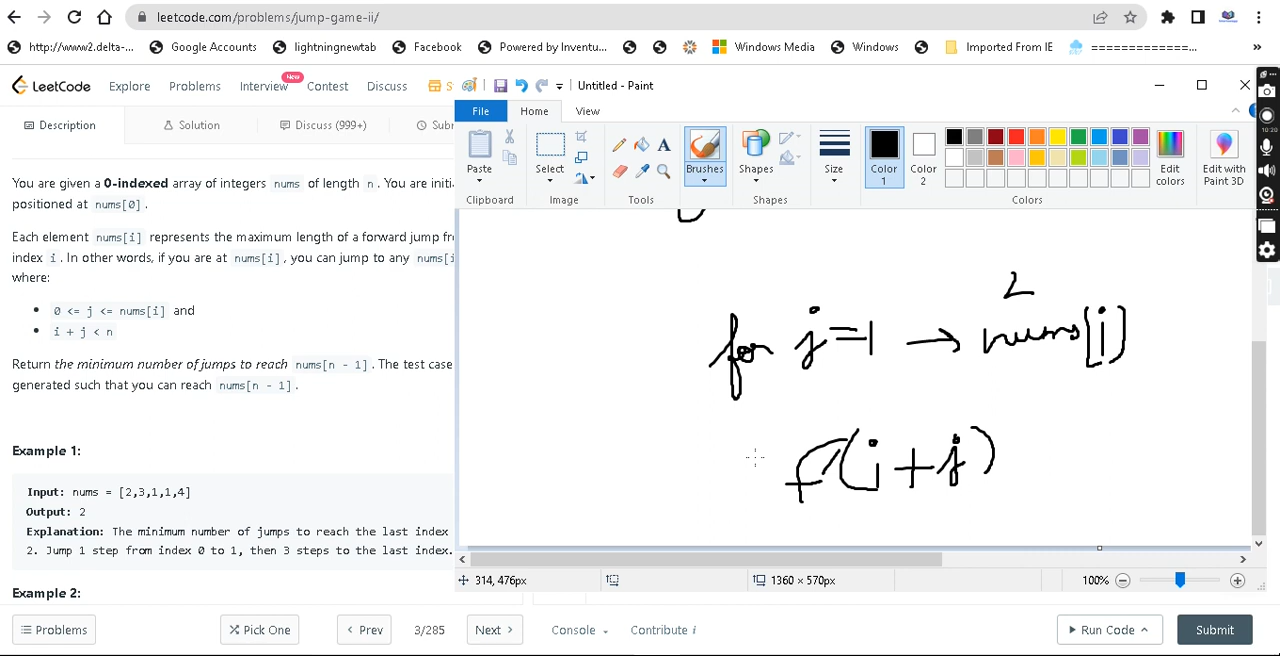 leetcode.com/problems/jump-game-ii/
http://www2.delta-... Google Accounts lightningnewtab Facebook Powered by Inventu... Windows Media Windows Imported From IE ==============... »
LeetCode Explore Problems Interview New Contest Discuss S
Untitled - Paint
File Home View
Description Solution Discuss (999+) Sub
Paste Select Brushes Shapes Size Color 1 Color 2 Edit colors Edit with Paint 3D
Clipboard Image Tools Shapes Colors
10:20
You are given a 0-indexed array of integers nums of length n. You are initi
positioned at nums[0].
Each element nums[i] represents the maximum length of a forward jump fr
index i. In other words, if you are at nums[i], you can jump to any nums[i
where:
0 <= j <= nums[i] and
i + j < n
Return the minimum number of jumps to reach nums[n - 1]. The test case
generated such that you can reach nums[n - 1].
Example 1:
Input: nums = [2,3,1,1,4]
Output: 2
Explanation: The minimum number of jumps to reach the last index
2. Jump 1 step from index 0 to 1, then 3 steps to the last index.
Example 2:
2
for j=1 → nums[i]
f(i+j)
314, 476px 1360 × 570px 100%
Problems Pick One Prev 3/285 Next Console Contribute i Run Code Submit